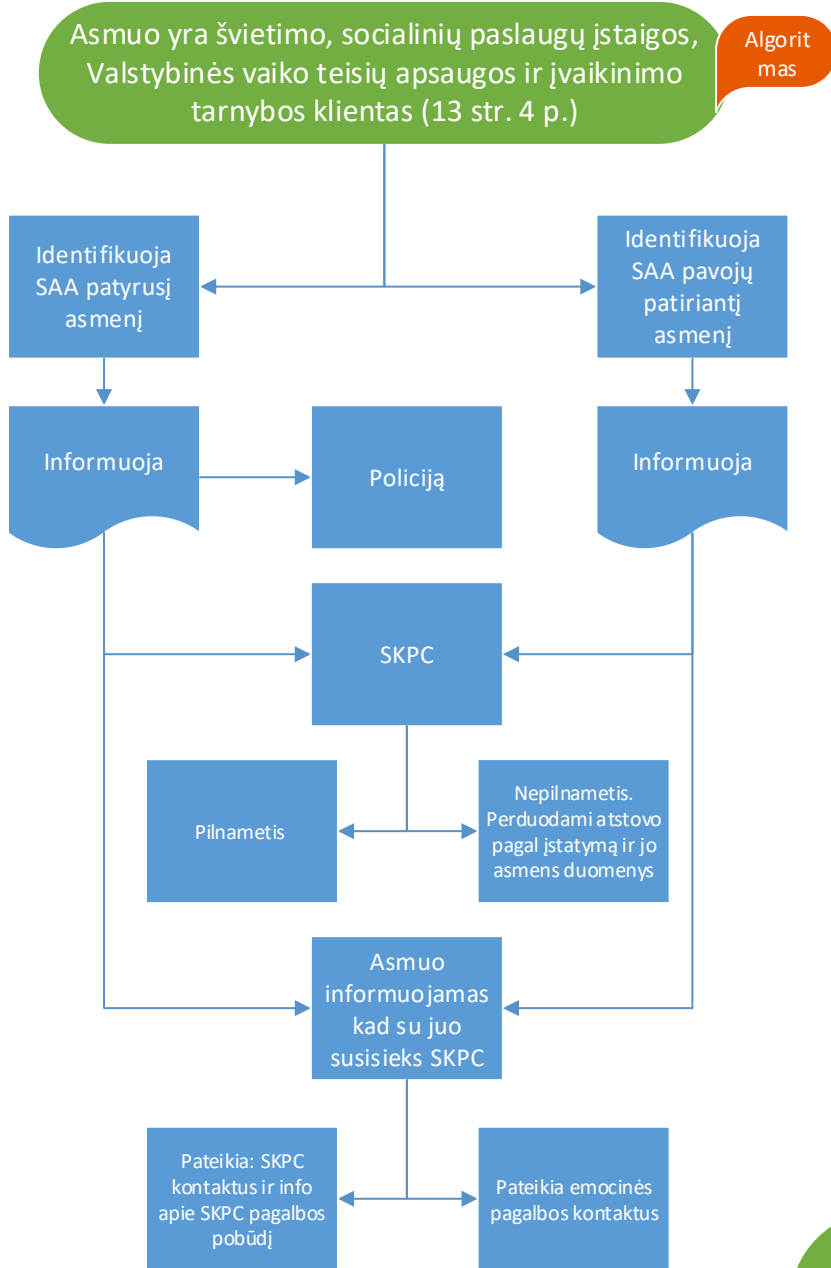 Asmuo yra švietimo, socialinių paslaugų įstaigos,
Valstybinės vaiko teisių apsaugos ir įvaikinimo
tarnybos klientas (13 str. 4 p.)
Algorit
mas
Identifikuoja
SAA patyrusį
asmenį
Identifikuoja
SAA pavojų
patiriantį
asmenį
Informuoja
Policiją
Informuoja
SKPC
Pilnametis
Nepilnametis.
Perduodami atstovo
pagal įstatymą ir jo
asmens duomenys
Asmuo
informuojamas
kad su juo
susisieks SKPC
Pateikia: SKPC
kontaktus ir info
apie SKPC pagalbos
pobūdį
Pateikia emocinės
pagalbos kontaktus